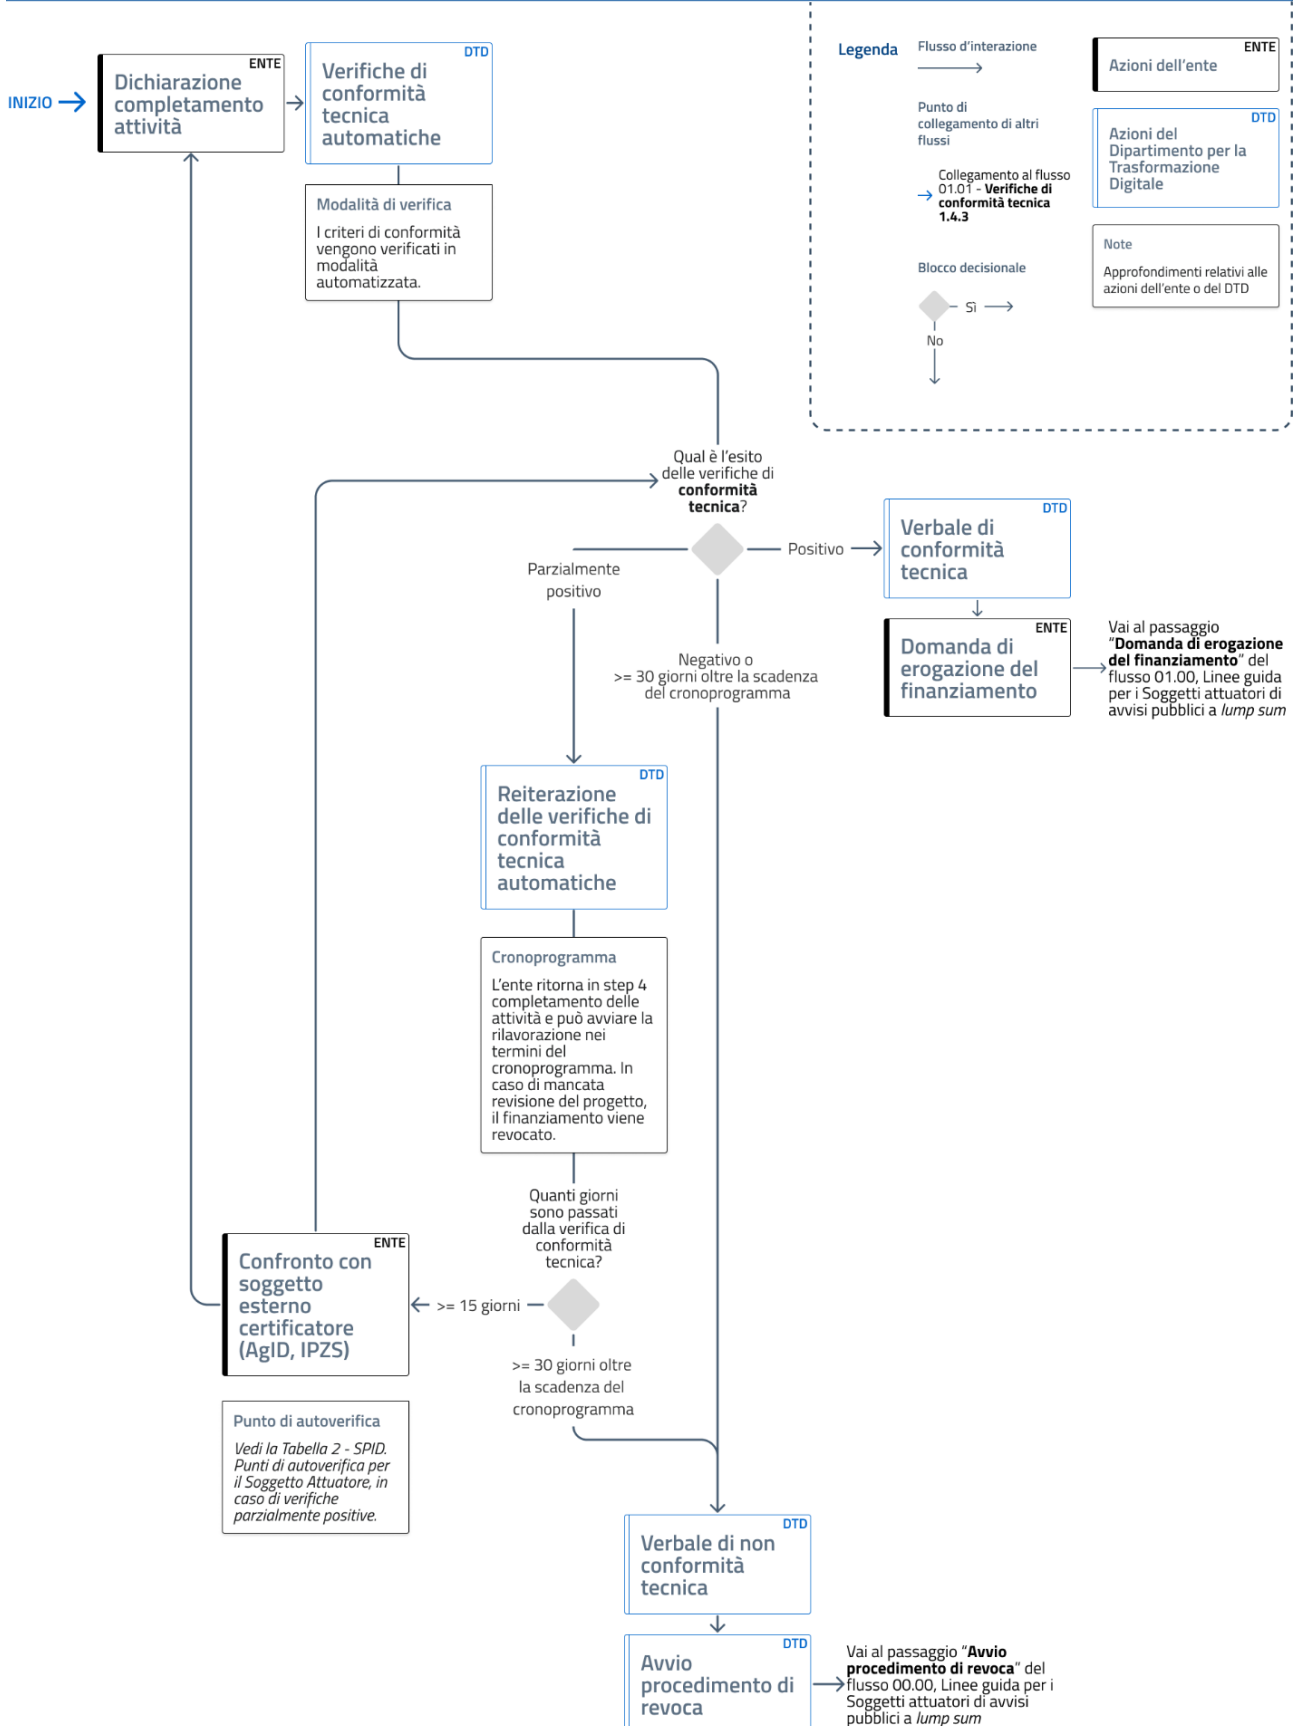 INIZIO
ENTE
Dichiarazione
completamento
attività
DTD
Verifiche di
conformità
tecnica
automatiche
Modalità di verifica
I criteri di conformità
vengono verificati in
modalità
automatizzata.
Legenda
Flusso d'interazione
Punto di
collegamento di altri
flussi
Collegamento al flusso
01.01 - Verifiche di
conformità tecnica
1.4.3
Blocco decisionale
Sì
No
ENTE
Azioni dell'ente
DTD
Azioni del
Dipartimento per la
Trasformazione
Digitale
Note
Approfondimenti relativi alle
azioni dell'ente o del DTD
Qual è l'esito
delle verifiche di
conformità
tecnica?
Positivo
Parzialmente
positivo
Negativo o
>= 30 giorni oltre la scadenza
del cronoprogramma
DTD
Verbale di
conformità
tecnica
ENTE
Domanda di
erogazione del
finanziamento
Vai al passaggio
"Domanda di erogazione
del finanziamento" del
flusso 01.00, Linee guida
per i Soggetti attuatori di
avvisi pubblici a lump sum
DTD
Reiterazione
delle verifiche di
conformità
tecnica
automatiche
Cronoprogramma
L'ente ritorna in step 4
completamento delle
attività e può avviare la
rilavorazione nei
termini del
cronoprogramma. In
caso di mancata
revisione del progetto,
il finanziamento viene
revocato.
Quanti giorni
sono passati
dalla verifica di
conformità
tecnica?
>= 15 giorni
>= 30 giorni oltre
la scadenza del
cronoprogramma
ENTE
Confronto con
soggetto
esterno
certificatore
(AgID, IPZS)
Punto di autoverifica
Vedi la Tabella 2 - SPID.
Punti di autoverifica per
il Soggetto Attuatore, in
caso di verifiche
parzialmente positive.
DTD
Verbale di non
conformità
tecnica
DTD
Avvio
procedimento di
revoca
Vai al passaggio "Avvio
procedimento di revoca" del
flusso 00.00, Linee guida per i
Soggetti attuatori di avvisi
pubblici a lump sum